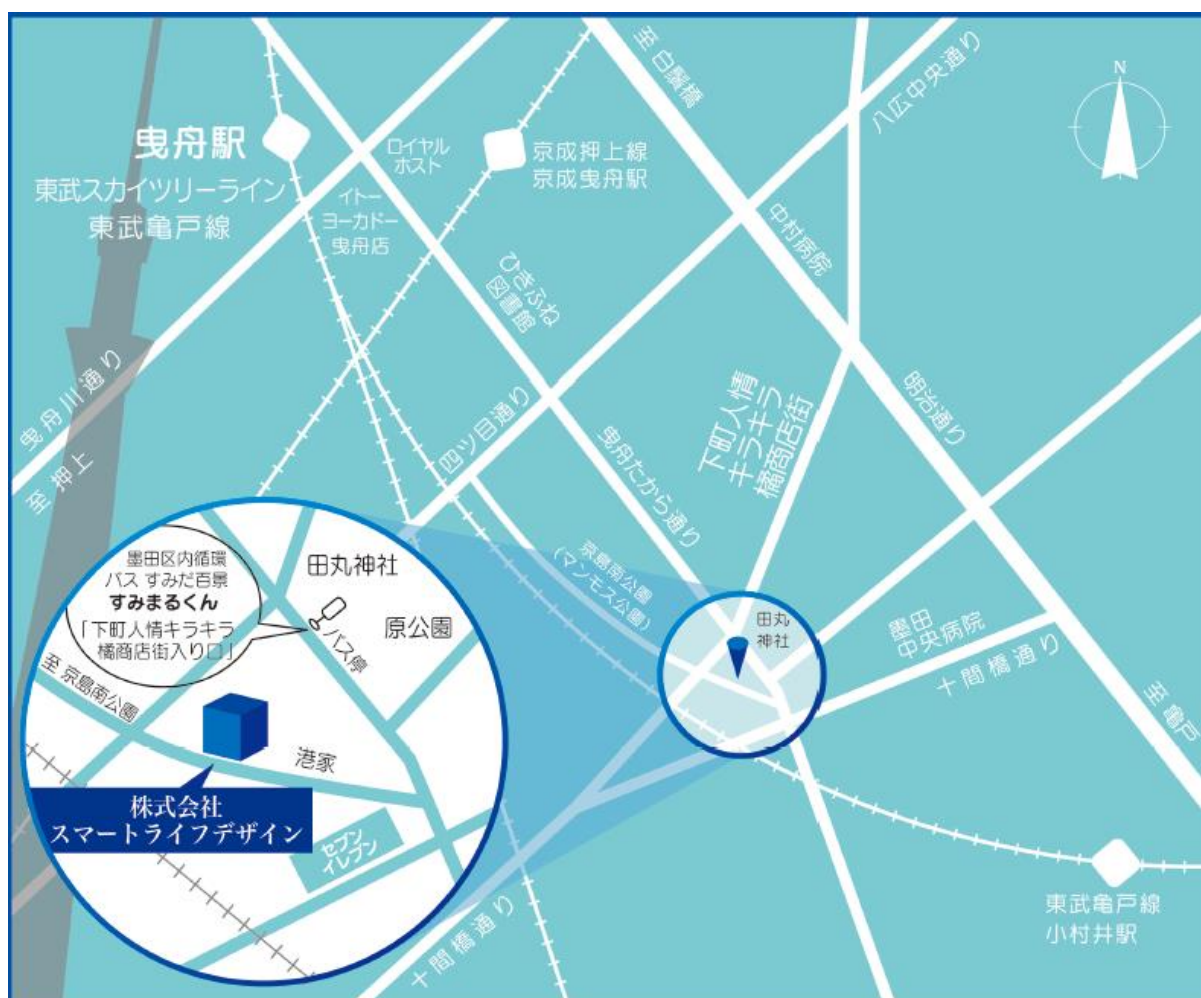 N
至 白鬚橋
八広中央通り
曳舟駅
東武スカイツリーライン
東武亀戸線
ロイヤル
ホスト
イトー
ヨーカドー
曳舟店
京成押上線
京成曳舟駅
中村病院
ひきふね
図書館
曳舟川通り
至 押上
四ツ目通り
曳舟たから通り
下町人情
キラキラ
橘商店街
明治通り
京島南公園
(マンモス公園)
田丸
神社
墨田
中央病院
十間橋通り
至 亀戸
東武亀戸線
小村井駅
墨田区内循環
バス すみだ百景
すみまるくん
「下町人情キラキラ
橘商店街入り口」
田丸神社
原公園
バス停
至 京島南公園
港家
株式会社
スマートライフデザイン
セブン
イレブン
十間橋通り